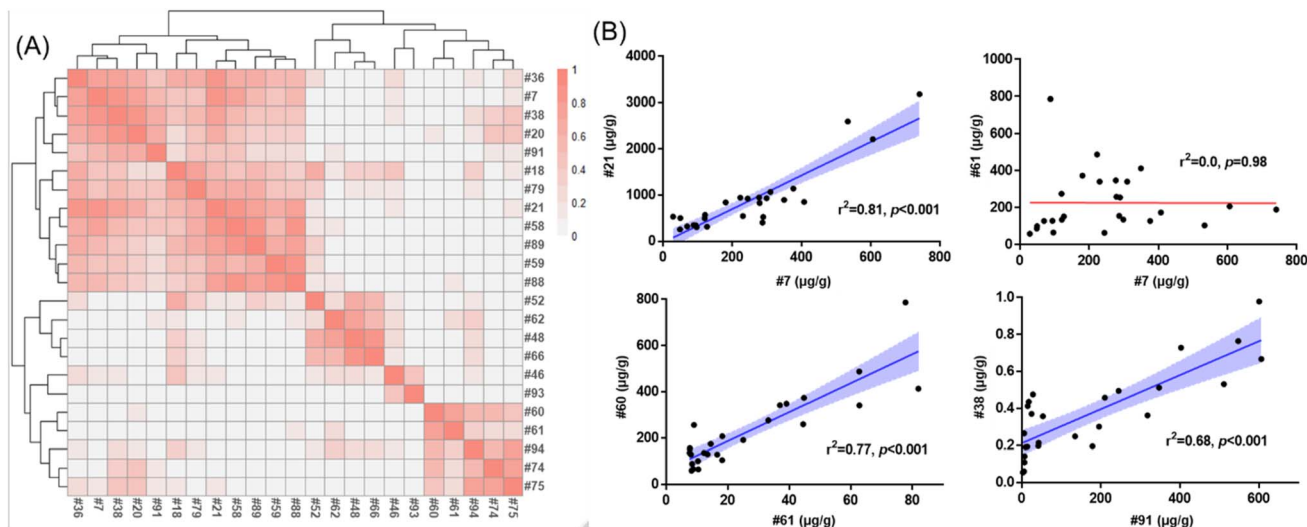 (A)
#36
#7
#38
#20
#91
#18
#79
#21
#58
#89
#59
#88
#52
#62
#48
#66
#46
#93
#60
#61
#94
#74
#75
1
0.8
0.6
0.4
0.2
0
#36 #7 #38 #20 #91 #18 #79 #21 #58 #89 #59 #88 #52 #62 #48 #66 #46 #93 #60 #61 #94 #74 #75
(B)
#21 (µg/g)
4000
3000
2000
1000
0
r²=0.81, p<0.001
0 200 400 600 800
#7 (µg/g)
#61 (µg/g)
1000
800
600
400
200
0
r²=0.0, p=0.98
0 200 400 600 800
#7 (µg/g)
#60 (µg/g)
800
600
400
200
0
r²=0.77, p<0.001
0 20 40 60 80
#61 (µg/g)
#38 (µg/g)
1.0
0.8
0.6
0.4
0.2
0.0
r²=0.68, p<0.001
0 200 400 600 800
#91 (µg/g)